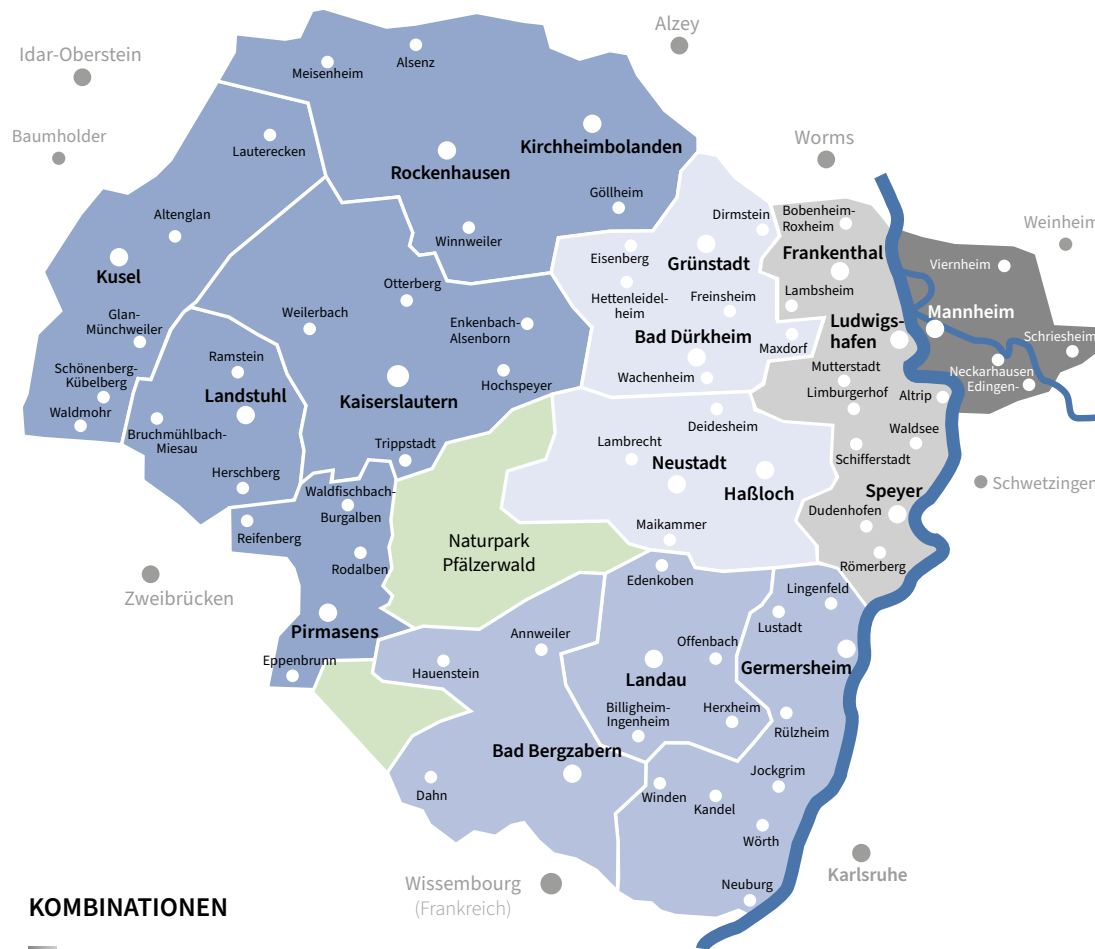 Idar-Oberstein
Alzey
Meisenheim
Alsenz
Baumholder
Lauterecken
Kirchheimbolanden
Worms
Rockenhausen
Göllheim
Altenglan
Dirmstein
Bobenheim-
Roxheim
Weinheim
Winnweiler
Eisenberg
Grünstadt
Frankenthal
Viernheim
Kusel
Otterberg
Hettenleidel-
heim
Freinsheim
Lambsheim
Glan-
Münchweiler
Weilerbach
Enkenbach-
Alsenborn
Bad Dürkheim
Maxdorf
Ludwigs-
hafen
Mannheim
Schriesheim
Ramstein
Schönenberg-
Kübelberg
Hochspeyer
Wachenheim
Mutterstadt
Neckarhausen
Edingen-
Landstuhl
Kaiserslautern
Limburgerhof
Altrip
Waldmohr
Deidesheim
Bruchmühlbach-
Miesau
Trippstadt
Lambrecht
Neustadt
Waldsee
Schifferstadt
Herschberg
Haßloch
Speyer
Schwetzingen
Waldfischbach-
Burgalben
Dudenhofen
Reifenberg
Maikammer
Naturpark
Pfälzerwald
Rodalben
Edenkoben
Römerberg
Zweibrücken
Lingenfeld
Pirmasens
Annweiler
Lustadt
Eppenbrunn
Hauenstein
Offenbach
Germersheim
Landau
Billigheim-
Ingenheim
Herxheim
Rülzheim
Bad Bergzabern
Jockgrim
Dahn
Winden
Kandel
Wörth
Karlsruhe
Wissembourg
(Frankreich)
Neuburg
KOMBINATIONEN